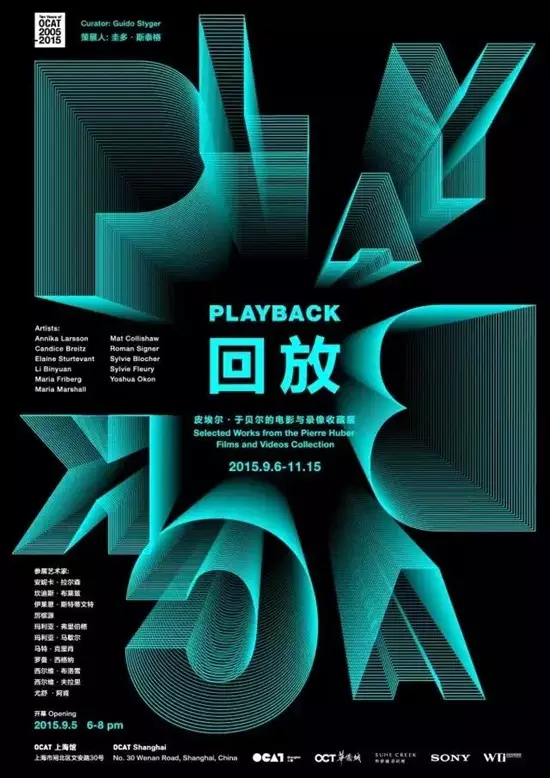 Ten Years of
OCAT
2005
-2015
Curator: Guido Styger
策展人: 圭多·斯泰格
PLAY
BACK
PLAYBACK
回放
皮埃尔·于贝尔的电影与录像收藏展
Selected Works from the Pierre Huber
Films and Videos Collection
2015.9.6-11.15
Artists:
Annika Larsson
Candice Breitz
Elaine Sturtevant
Li Binyuan
Maria Friberg
Maria Marshall
Mat Collishaw
Roman Signer
Sylvie Blocher
Sylvie Fleury
Yoshua Okon
参展艺术家:
安妮卡·拉尔森
坎迪斯·布莱兹
伊莱恩·斯特蒂文特
厉槟源
玛利亚·弗里伯格
玛利亚·马歇尔
马特·克里肖
罗曼·西格纳
西尔维·布洛雪
西尔维·夫拉里
尤舒·阿肯
开幕 Opening
2015.9.5 6-8 pm
OCAT 上海馆
上海市闸北区文安路30号
OCAT Shanghai
No. 30 Wenan Road, Shanghai, China
OCAT
OCT 华侨城
SUHE CREEK
SONY
WTi